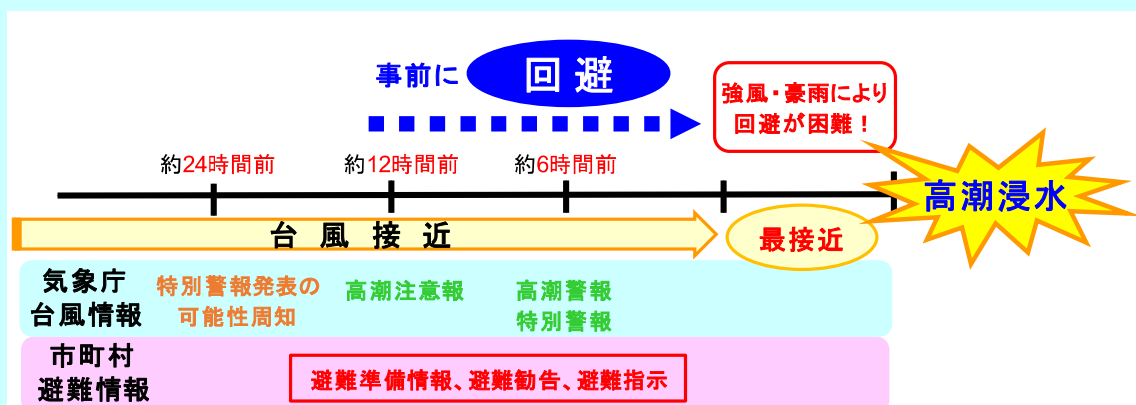 事前に 回避
強風・豪雨により
回避が困難！
約24時間前 約12時間前 約6時間前
高潮浸水
台風接近
最接近
気象庁
台風情報
特別警報発表の
可能性周知
高潮注意報
高潮警報
特別警報
市町村
避難情報
避難準備情報、避難勧告、避難指示